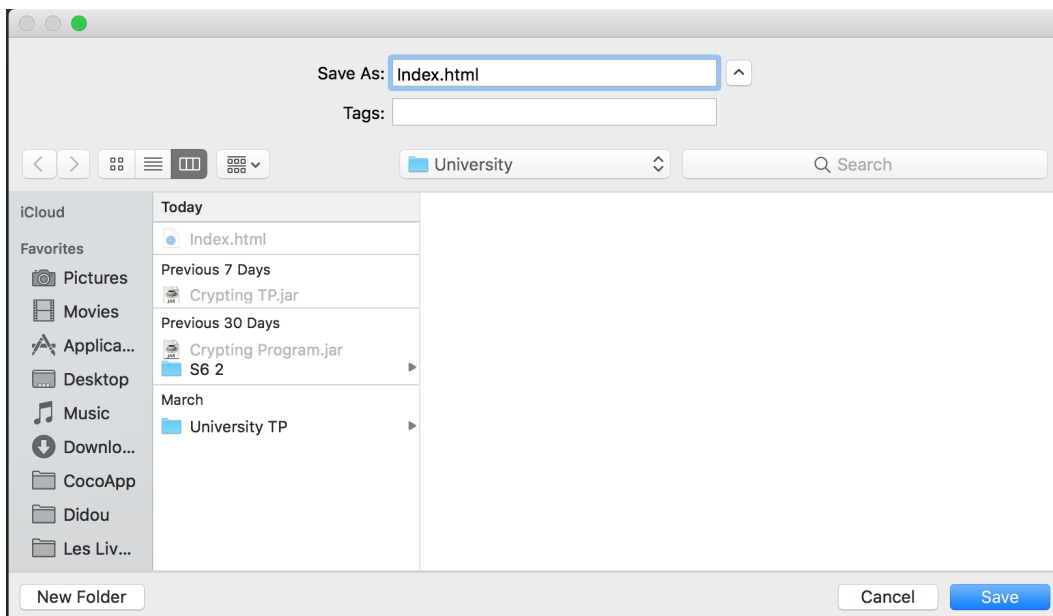 Save As: Index.html
Tags:
University
Search
iCloud
Favorites
Pictures
Movies
Applica...
Desktop
Music
Downlo...
CocoApp
Didou
Les Liv...
Today
Index.html
Previous 7 Days
Crypting TP.jar
Previous 30 Days
Crypting Program.jar
S6 2
March
University TP
New Folder
Cancel
Save